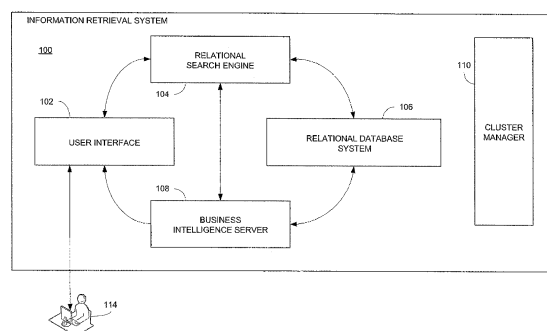 INFORMATION RETRIEVAL SYSTEM
100
RELATIONAL
SEARCH ENGINE
104
110
102
USER INTERFACE
106
RELATIONAL DATABASE
SYSTEM
CLUSTER
MANAGER
108
BUSINESS
INTELLIGENCE SERVER
114